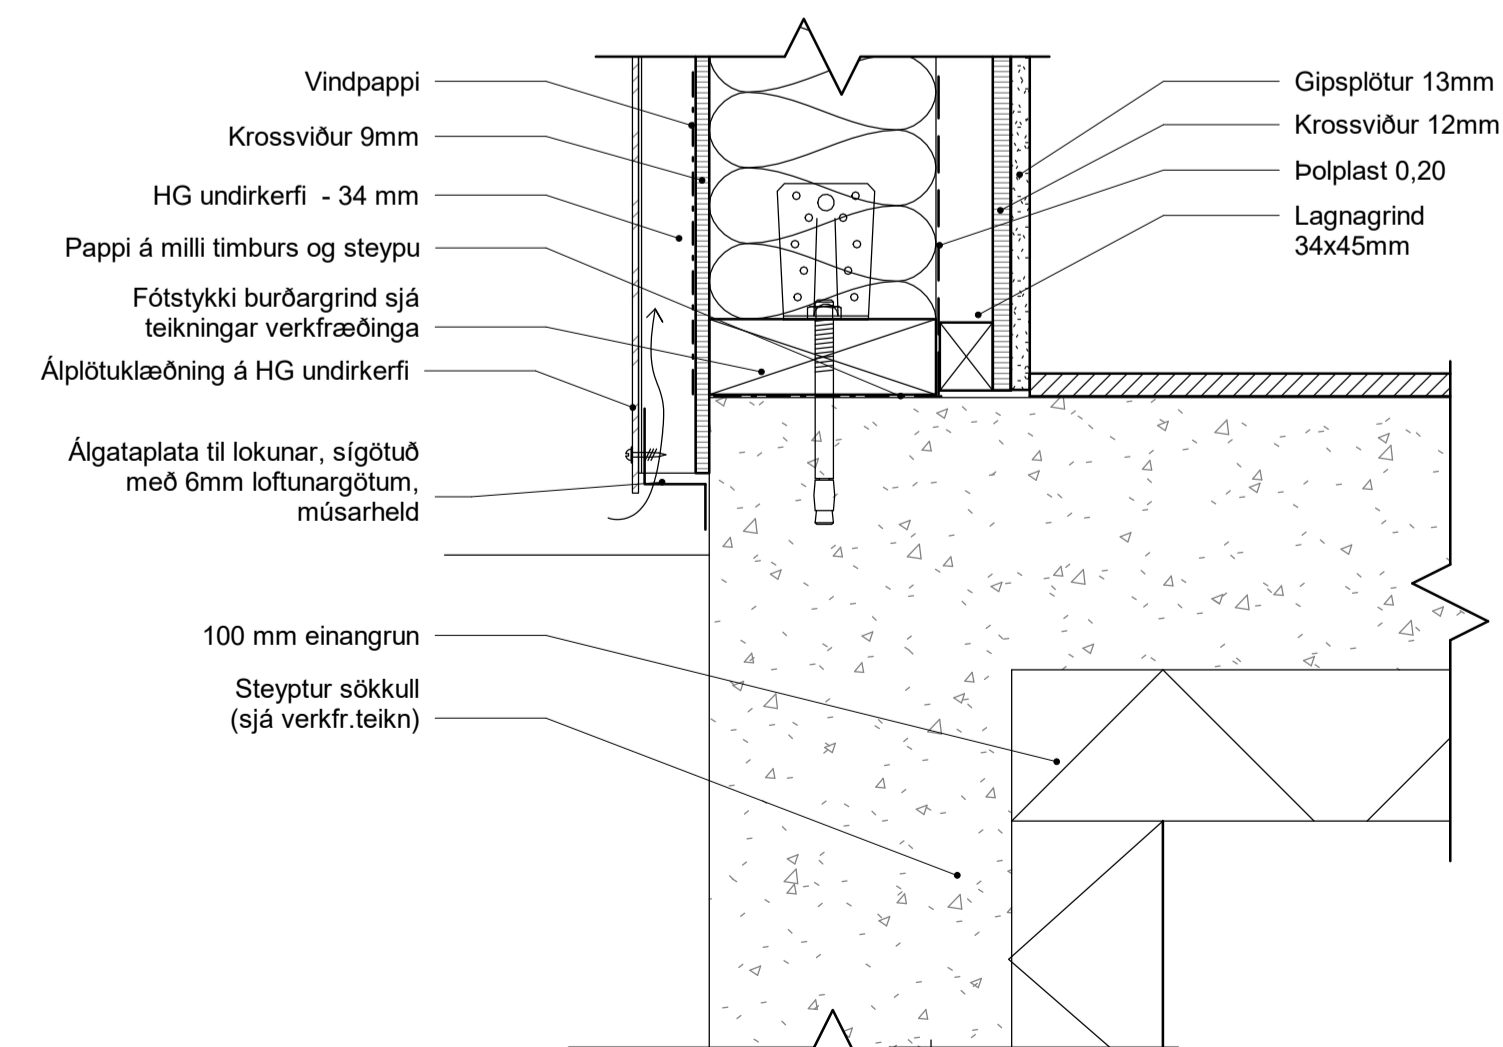 Vindpappi
Krossviður 9mm
HG undirkerfi - 34 mm
Pappi á milli timburs og steypu
Fótstykki burðargrind sjá
teikningar verkfræðinga
Álplötuklæðning á HG undirkerfi
Álgataplata til lokunar, sígötuð
með 6mm loftunargötum,
músarheld
100 mm einangrun
Steyptur sökkull
(sjá verkfr.teikn)
Gipsplötur 13mm
Krossviður 12mm
Þolplast 0,20
Lagnagrind
34x45mm